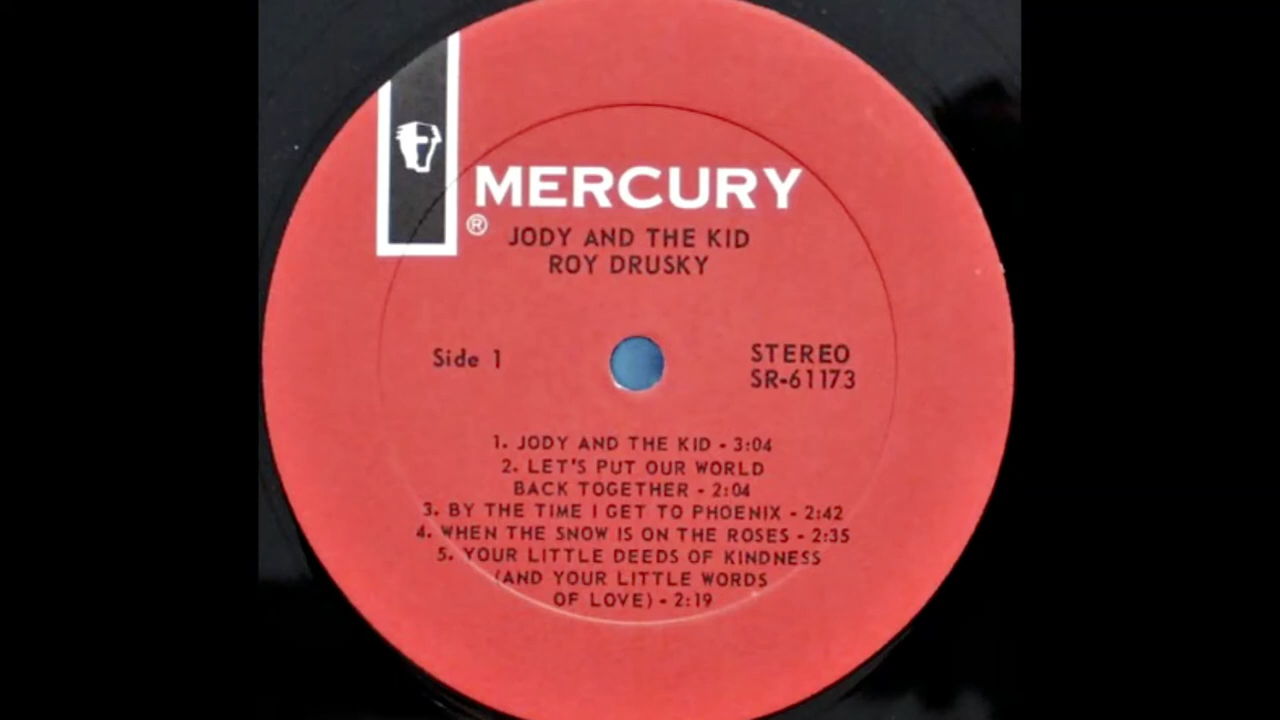 MERCURY
®
JODY AND THE KID
ROY DRUSKY
Side 1
STEREO
SR-61173
1. JODY AND THE KID - 3:04
2. LET'S PUT OUR WORLD
BACK TOGETHER - 2:04
3. BY THE TIME I GET TO PHOENIX - 2:42
4. WHEN THE SNOW IS ON THE ROSES - 2:35
5. YOUR LITTLE DEEDS OF KINDNESS
(AND YOUR LITTLE WORDS
OF LOVE) - 2:19